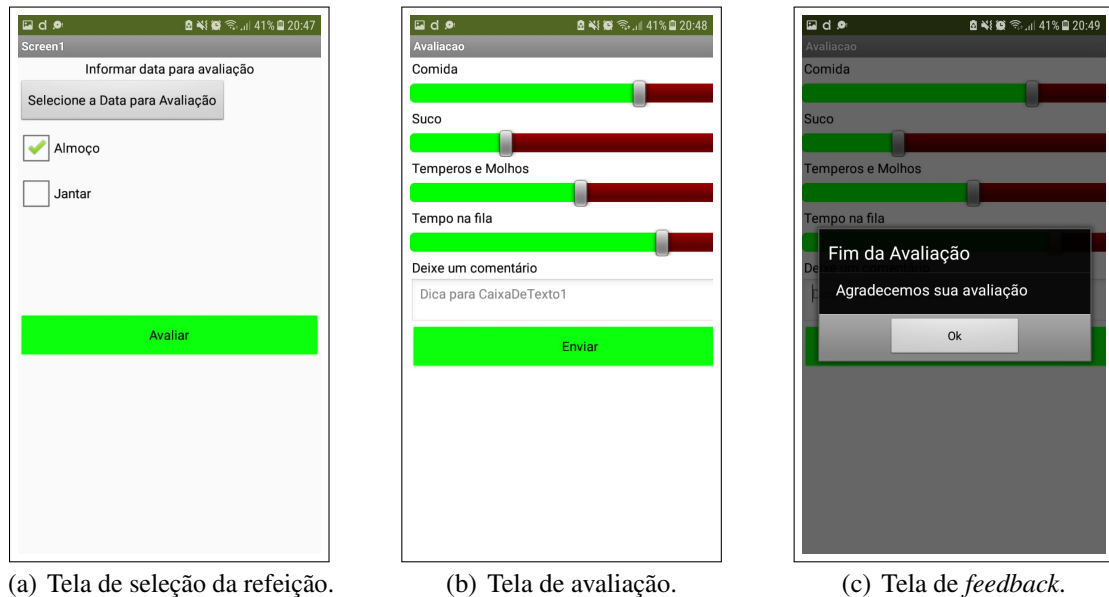 41% 20:47
Screen1
Informar data para avaliação
Selecione a Data para Avaliação
Almoço
Jantar
Avaliar
(a) Tela de seleção da refeição.
41% 20:48
Avaliacao
Comida
Suco
Temperos e Molhos
Tempo na fila
Deixe um comentário
Dica para CaixaDeTexto1
Enviar
(b) Tela de avaliação.
41% 20:49
Avaliacao
Comida
Suco
Temperos e Molhos
Tempo na fila
Fim da Avaliação
Agradecemos sua avaliação
Ok
(c) Tela de feedback.